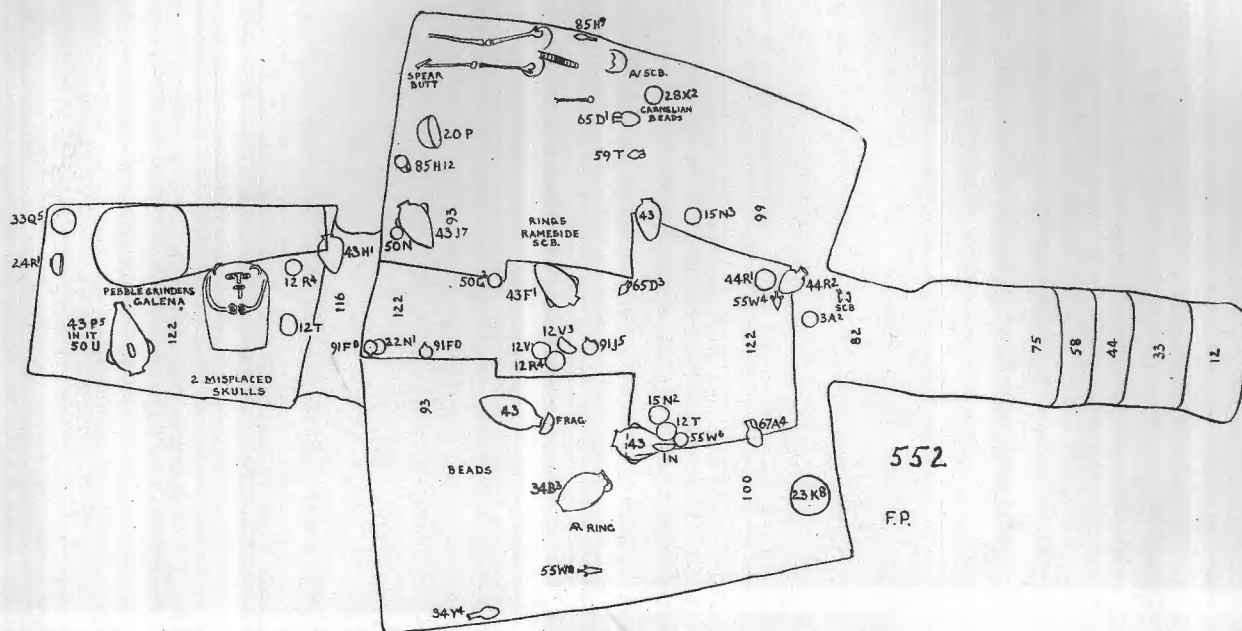 85H9
A/SCB.
SPEAR
BUTT
28X2
CARNELIAN
BEADS
65D1
20P
59T
85H12
33Q5
93
43J7
50N
RINGS
RAMESIDE
SCB.
43
15N3
99
24R1
43H1
12R4
PEBBLE GRINDERS
GALENA
43P5
IN IT
50U
122
12T
116
122
50G2
43F1
65D3
44R1
44R2
55W4
SCB
3A2
82
75
58
44
33
12
91F0
22N1
91F0
12V
12V3
12R4
91J5
122
2 MISPLACED
SKULLS
93
43
FRAG.
15N2
12T
43
55W6
1N
67A4
552
BEADS
34B3
100
23K8
F.P.
AR RING
55W8
34Y4